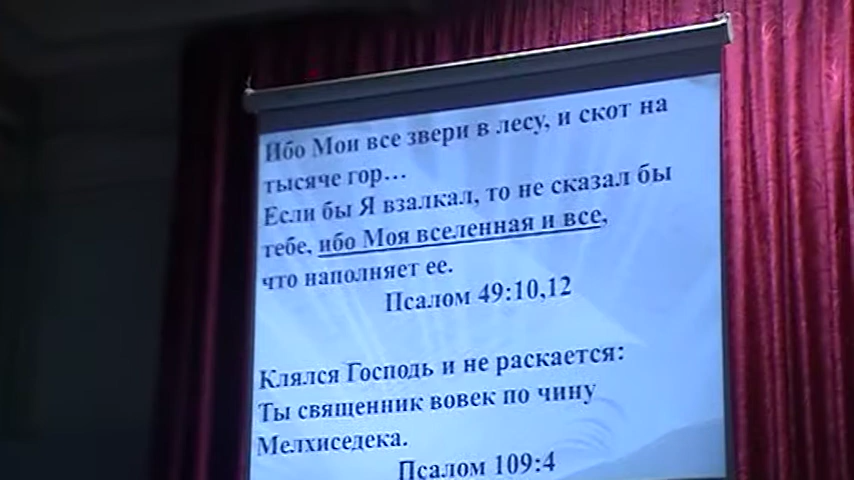 Ибо Мои все звери в лесу, и скот на
тысяче гор...
Если бы Я взалкал, то не сказал бы
тебе, ибо Моя вселенная и все,
что наполняет ее.
Псалом 49:10,12
Клялся Господь и не раскается:
Ты священник вовек по чину
Мелхиседека.
Псалом 109:4